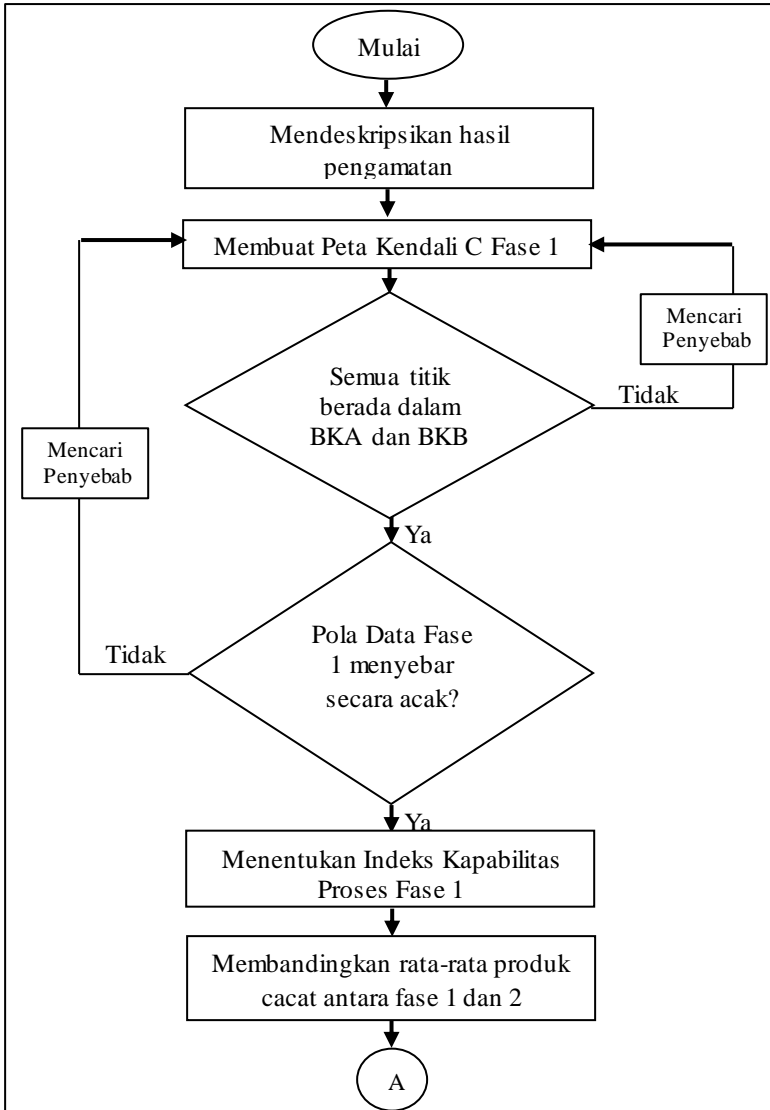 Mulai
Mendeskripsikan hasil
pengamatan
Membuat Peta Kendali C Fase 1
Mencari
Penyebab
Semua titik
berada dalam
BKA dan BKB
Tidak
Mencari
Penyebab
Ya
Pola Data Fase
1 menyebar
secara acak?
Tidak
Ya
Menentukan Indeks Kapabilitas
Proses Fase 1
Membandingkan rata-rata produk
cacat antara fase 1 dan 2
A